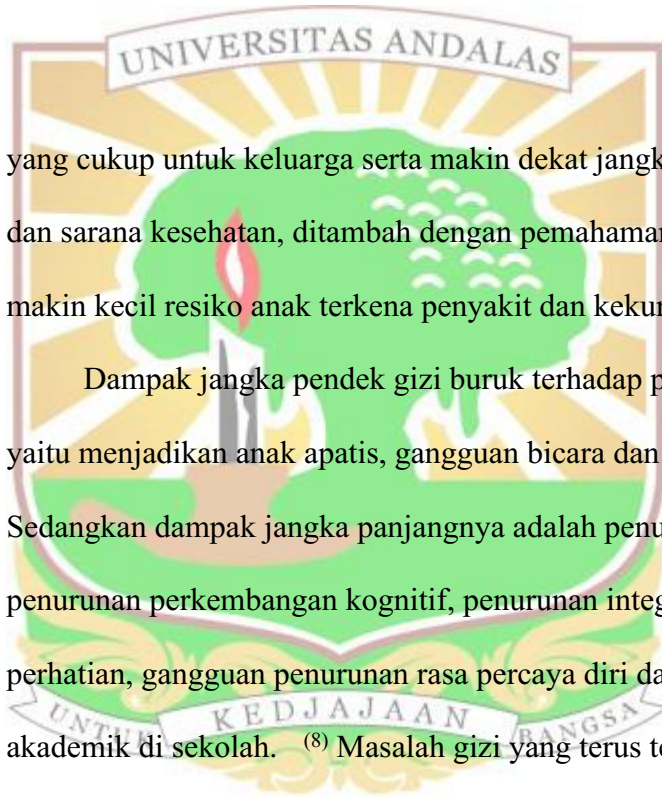 UNIVERSITAS ANDALAS
yang cukup untuk keluarga serta makin dekat jangk
dan sarana kesehatan, ditambah dengan pemahaman
makin kecil resiko anak terkena penyakit dan kekur
Dampak jangka pendek gizi buruk terhadap p
yaitu menjadikan anak apatis, gangguan bicara dan
Sedangkan dampak jangka panjangnya adalah penu
penurunan perkembangan kognitif, penurunan integ
perhatian, gangguan penurunan rasa percaya diri da
UNTUK KEDJAJAAN BANGSA
akademik di sekolah. (8) Masalah gizi yang terus te